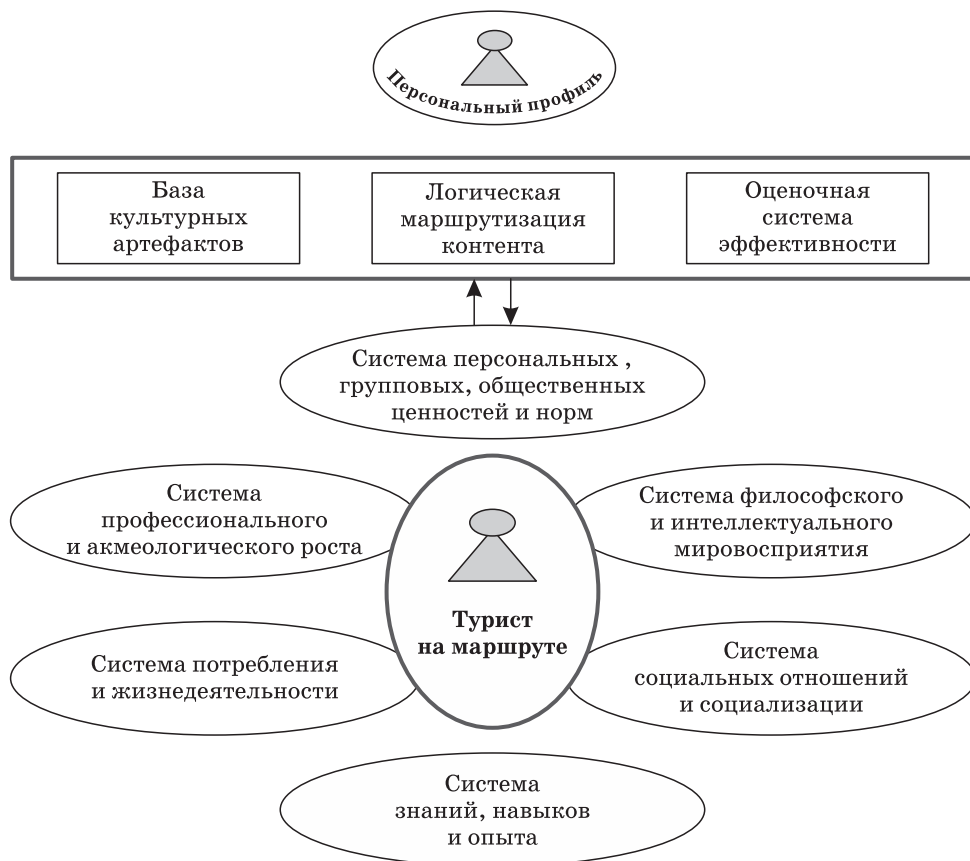 Персональный профиль
База
культурных
артефактов
Логическая
маршрутизация
контента
Оценочная
система
эффективности
Система персональных ,
групповых, общественных
ценностей и норм
Система
профессионального
и акмеологического роста
Система философского
и интеллектуального
мировосприятия
Турист
на маршруте
Система потребления
и жизнедеятельности
Система
социальных отношений
и социализации
Система
знаний, навыков
и опыта